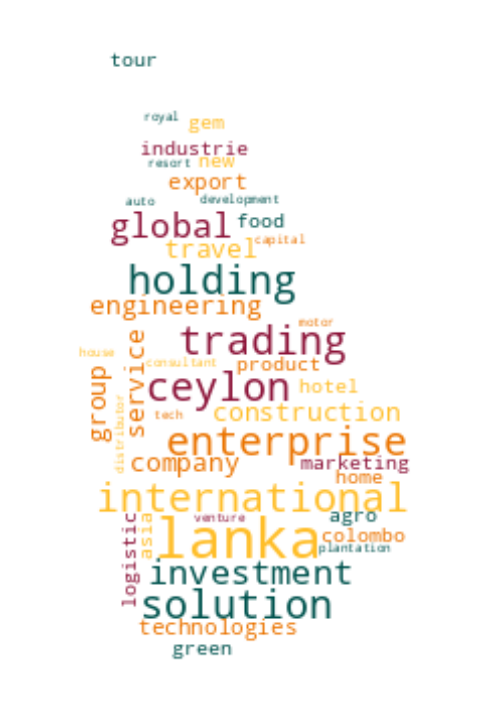 tour
royal
gem
industrie
resort new
export
auto development
global food
travel capital
holding
engineering
motor
trading
house
service
consultant product
group
ceylon hotel
distributor
tech construction
enterprise
company marketing
home
international
logistic
asia
venture agro
lanka colombo
plantation
investment
solution
technologies
green